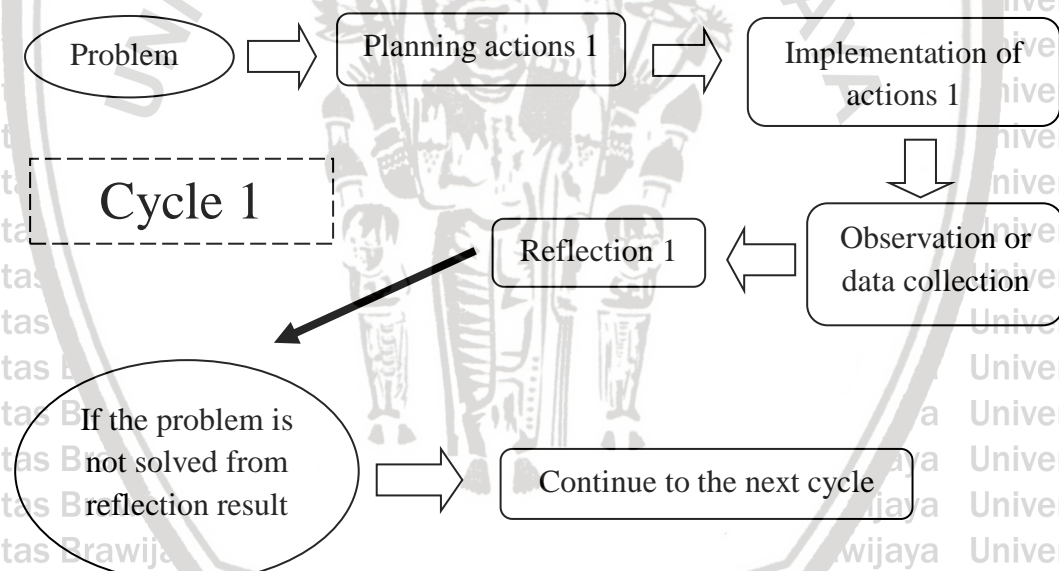 Problem
Planning actions 1
Implementation of
actions 1
Cycle 1
Reflection 1
Observation or
data collection
If the problem is
not solved from
reflection result
Continue to the next cycle